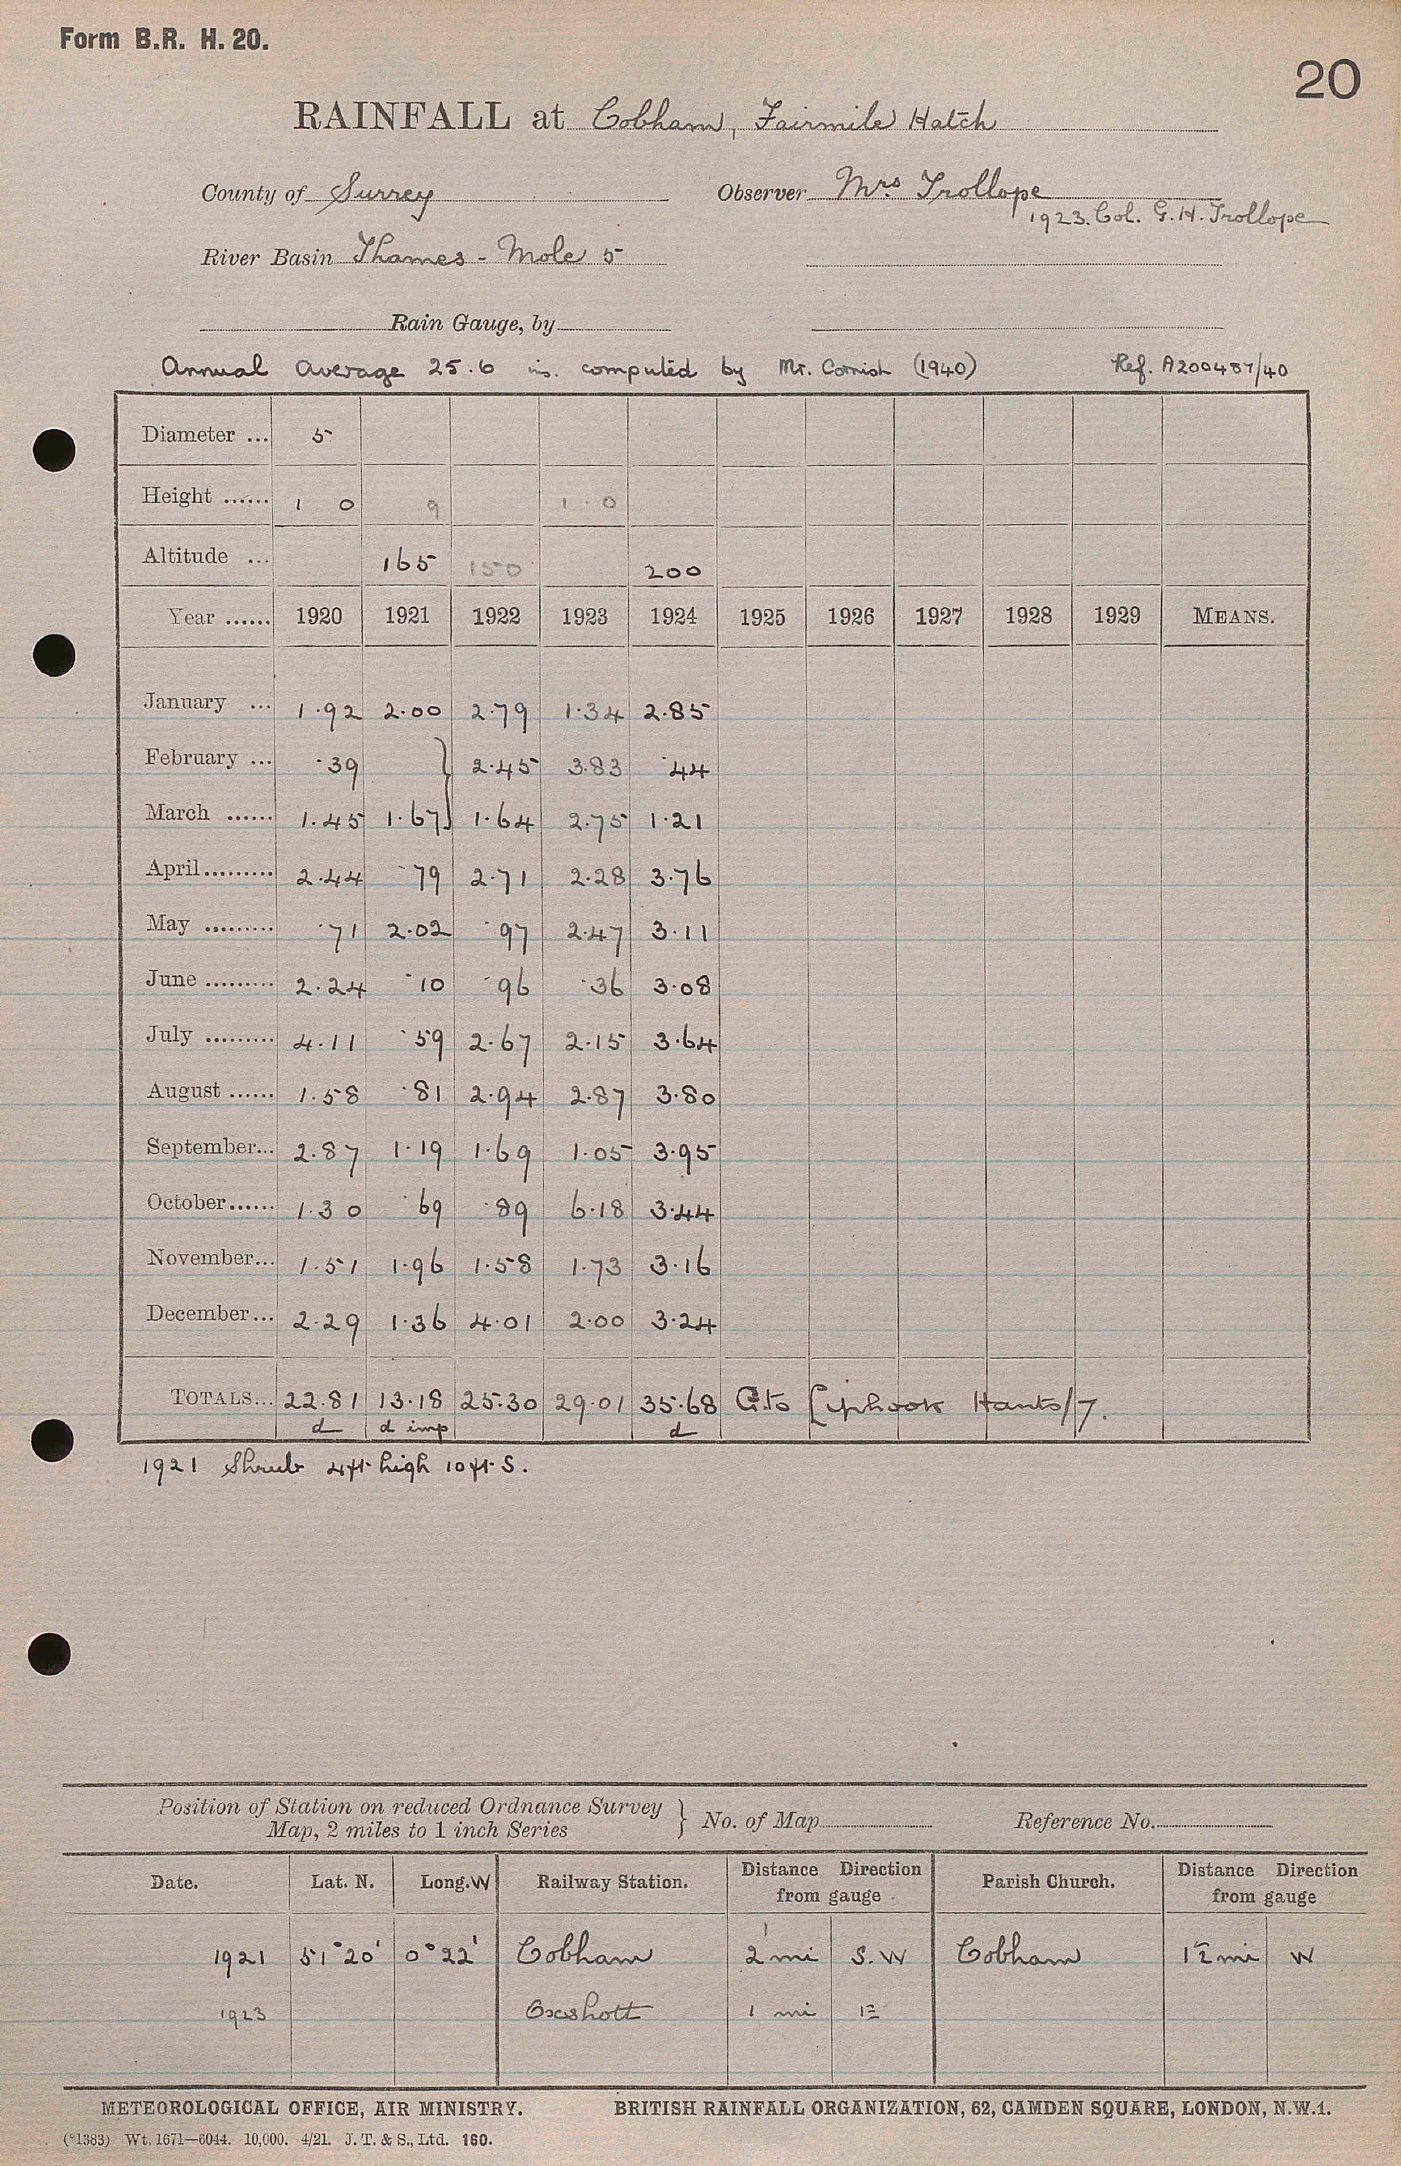 Form B.R. H. 20.
20
RAINFALL at Cobham, Fairmile Hatch
County of Surrey Observer Mrs Trollope
1923. Col. G. H. Trollope
River Basin Thames - Mole 5
Rain Gauge, by
Annual average 25.6 ins. computed by Mr. Cornish (1940) Ref. A200487/40
Diameter ... 5
Height ...... 1 0 9 1 . 0
Altitude ... 165 150 200
Year ...... 1920 1921 1922 1923 1924 1925 1926 1927 1928 1929 MEANS.
January ... 1.92 2.00 2.79 1.34 2.85
February ... .39 } 2.45 3.83 .44
March ...... 1.45 1.67 1.64 2.75 1.21
April......... 2.44 .79 2.71 2.28 3.76
May ......... .71 2.02 .97 2.47 3.11
June ......... 2.24 .10 .96 .36 3.08
July ......... 4.11 .59 2.67 2.15 3.64
August ...... 1.58 .81 2.94 2.87 3.80
September... 2.87 1.19 1.69 1.05 3.95
October...... 1.30 .69 .89 6.18 3.44
November... 1.51 1.96 1.58 1.73 3.16
December... 2.29 1.36 4.01 2.00 3.24
TOTALS... 22.81 13.18 25.30 29.01 35.68 G. to [Liphook Hants/7.
d d imp d
1921 Shrub 4ft high 10ft S.
Position of Station on reduced Ordnance Survey
Map, 2 miles to 1 inch Series } No. of Map Reference No.
Date. Lat. N. Long. W Railway Station. Distance Direction from gauge Parish Church. Distance Direction from gauge
1921 51°20' 0°22' Cobham 2 mi S.W Cobham 1½ mi W
1923 Oxshott 1 mi E
METEOROLOGICAL OFFICE, AIR MINISTRY. BRITISH RAINFALL ORGANIZATION, 62, CAMDEN SQUARE, LONDON, N.W.1.
(*1383) Wt. 1671—6044. 10,000. 4/21. J. T. & S., Ltd. 160.